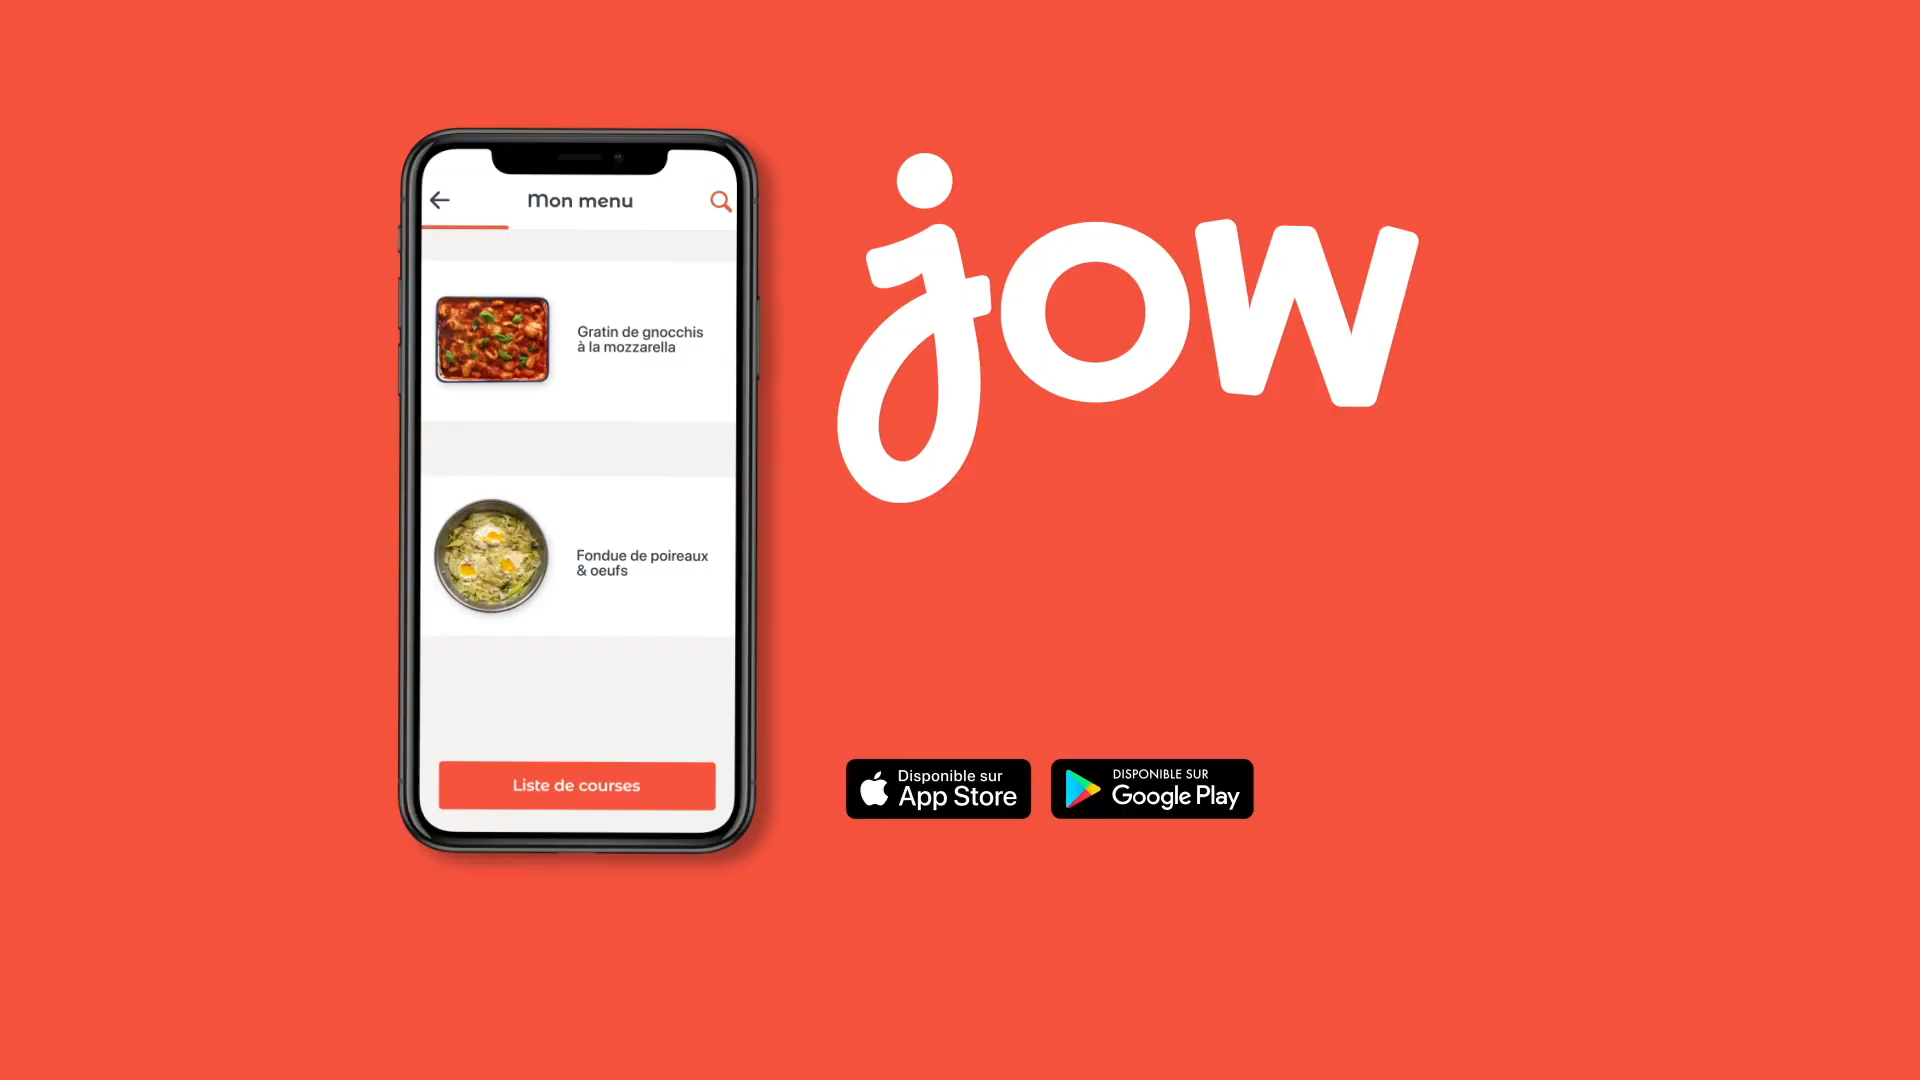 Mon menu
Gratin de gnocchis
à la mozzarella
Fondue de poireaux
& oeufs
Liste de courses
jow
Disponible sur
App Store
DISPONIBLE SUR
Google Play